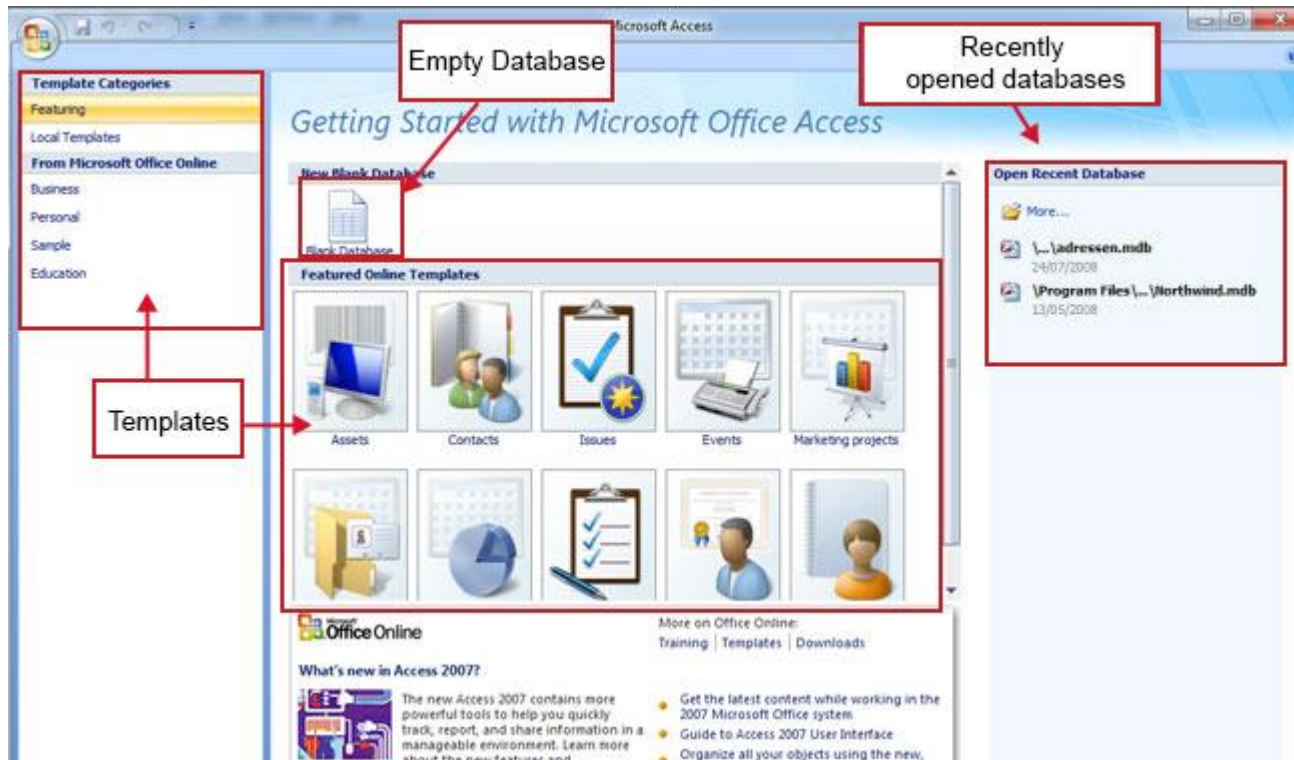 Microsoft Access
Empty Database
Recently
opened databases
Template Categories
Featuring
Local Templates
From Microsoft Office Online
Business
Personal
Sample
Education
Templates
Getting Started with Microsoft Office Access
New Blank Database
Blank Database
Featured Online Templates
Assets
Contacts
Issues
Events
Marketing projects
Open Recent Database
More...
\...\adressen.mdb
24/07/2008
\Program Files\...\Northwind.mdb
13/05/2008
Microsoft
Office Online
More on Office Online:
Training | Templates | Downloads
What's new in Access 2007?
The new Access 2007 contains more
powerful tools to help you quickly
track, report, and share information in a
manageable environment. Learn more
about the new features and
Get the latest content while working in the
2007 Microsoft Office system
Guide to Access 2007 User Interface
Organize all your objects using the new,